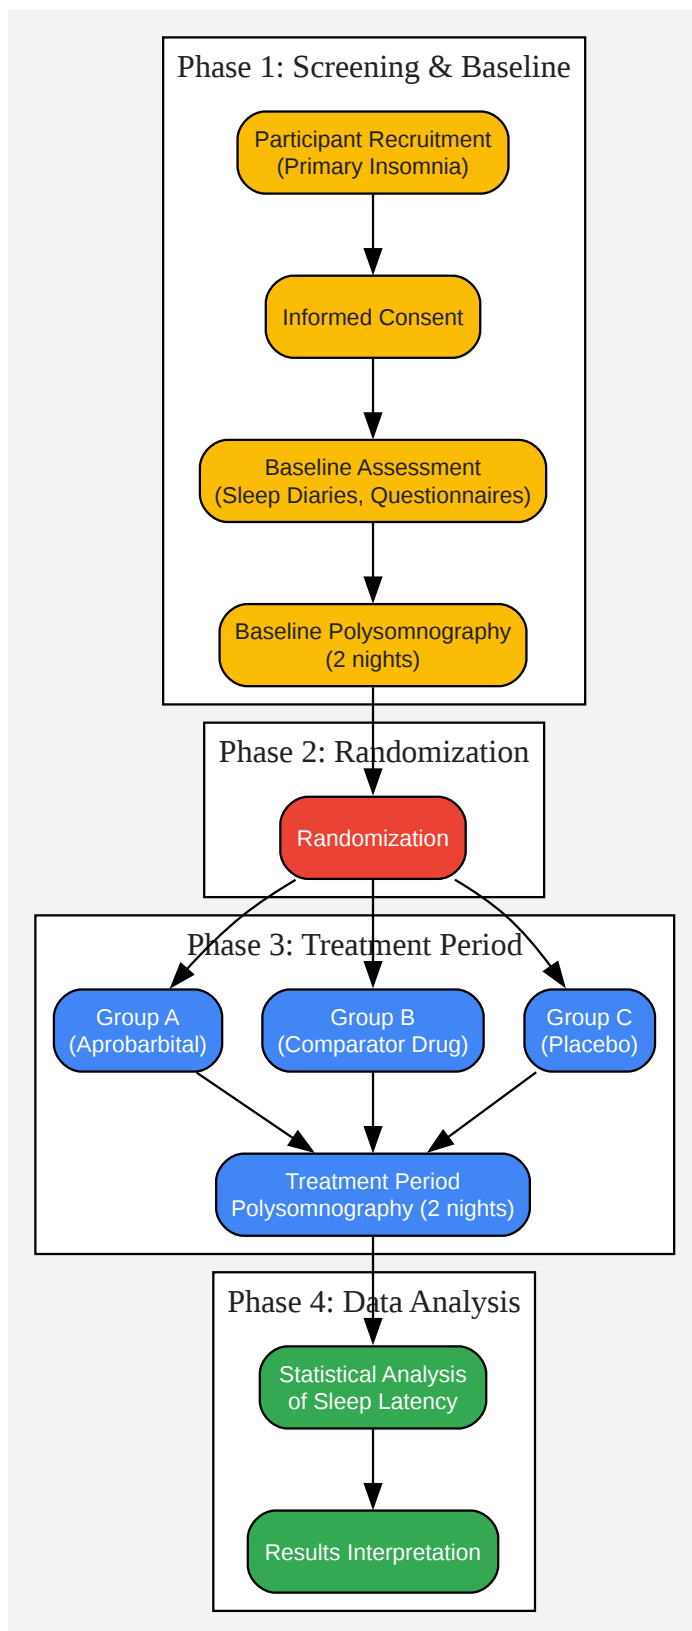 Phase 1: Screening & Baseline
Participant Recruitment
(Primary Insomnia)
Informed Consent
Baseline Assessment
(Sleep Diaries, Questionnaires)
Baseline Polysomnography
(2 nights)
Phase 2: Randomization
Randomization
Phase 3: Treatment Period
Group A
(Aprobarbital)
Group B
(Comparator Drug)
Group C
(Placebo)
Treatment Period
Polysomnography (2 nights)
Phase 4: Data Analysis
Statistical Analysis
of Sleep Latency
Results Interpretation